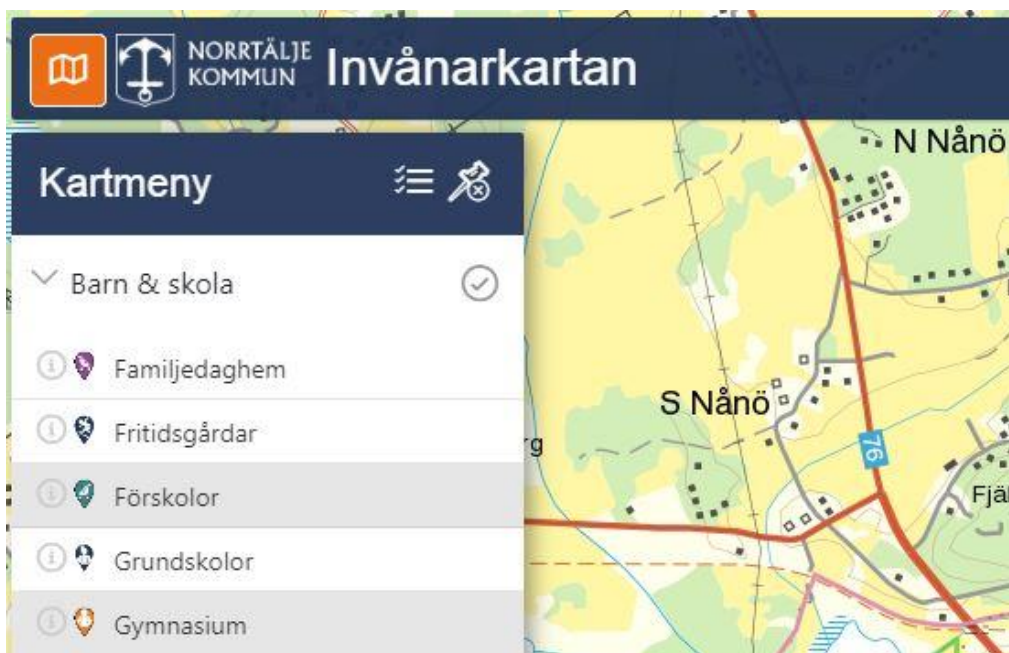 NORRTÄLJE
KOMMUN
Invånarkartan
Kartmeny
Barn & skola
Familjedaghem
Fritidsgårdar
Förskolor
Grundskolor
Gymnasium
N Nånö
S Nånö
76